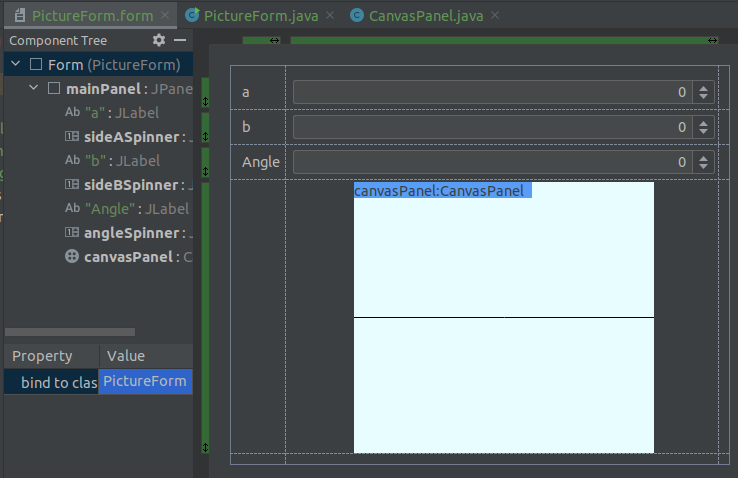 PictureForm.form
PictureForm.java
CanvasPanel.java
Component Tree
Form (PictureForm)
mainPanel : JPane
Ab "a" : JLabel
sideASpinner : J
Ab "b" : JLabel
sideBSpinner : J
Ab "Angle" : JLabel
angleSpinner : J
canvasPanel : C
Property Value
bind to clas PictureForm
a 0
b 0
Angle 0
canvasPanel:CanvasPanel